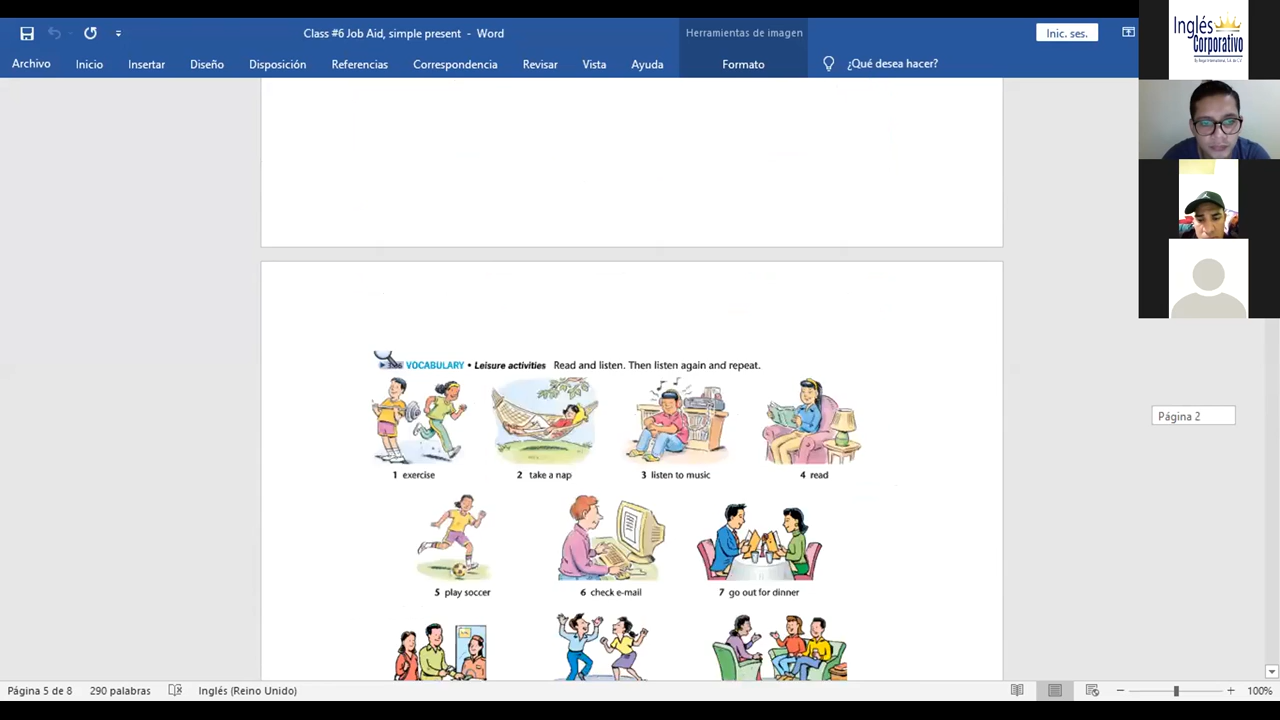 Class #6 Job Aid, simple present - Word
Herramientas de imagen
Inic. ses.
Archivo
Inicio
Insertar
Diseño
Disposición
Referencias
Correspondencia
Revisar
Vista
Ayuda
Formato
¿Qué desea hacer?
Inglés
Corporativo
VOCABULARY • Leisure activities Read and listen. Then listen again and repeat.
1 exercise
2 take a nap
3 listen to music
4 read
5 play soccer
6 check e-mail
7 go out for dinner
Página 2
Página 5 de 8
290 palabras
Inglés (Reino Unido)
100%